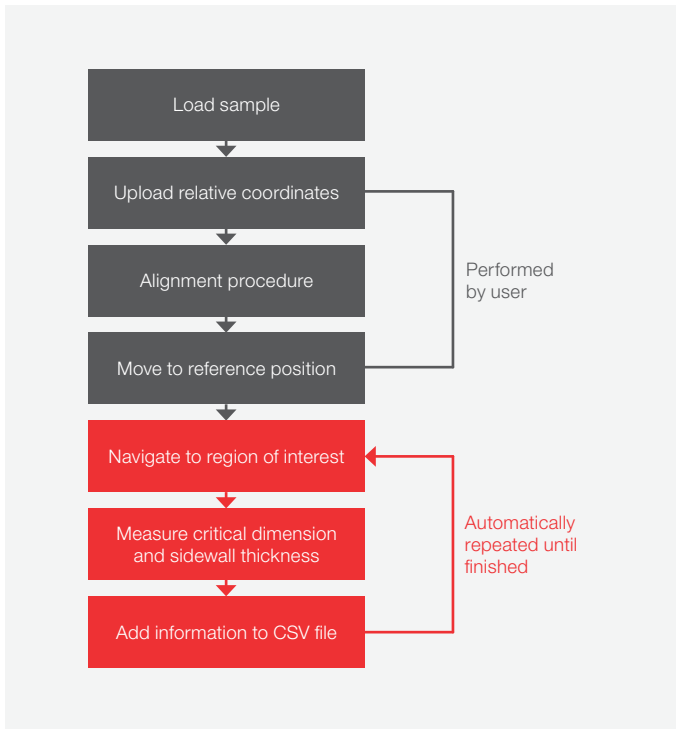 Load sample
Upload relative coordinates
Alignment procedure
Performed
by user
Move to reference position
Navigate to region of interest
Measure critical dimension
and sidewall thickness
Automatically
repeated until
finished
Add information to CSV file